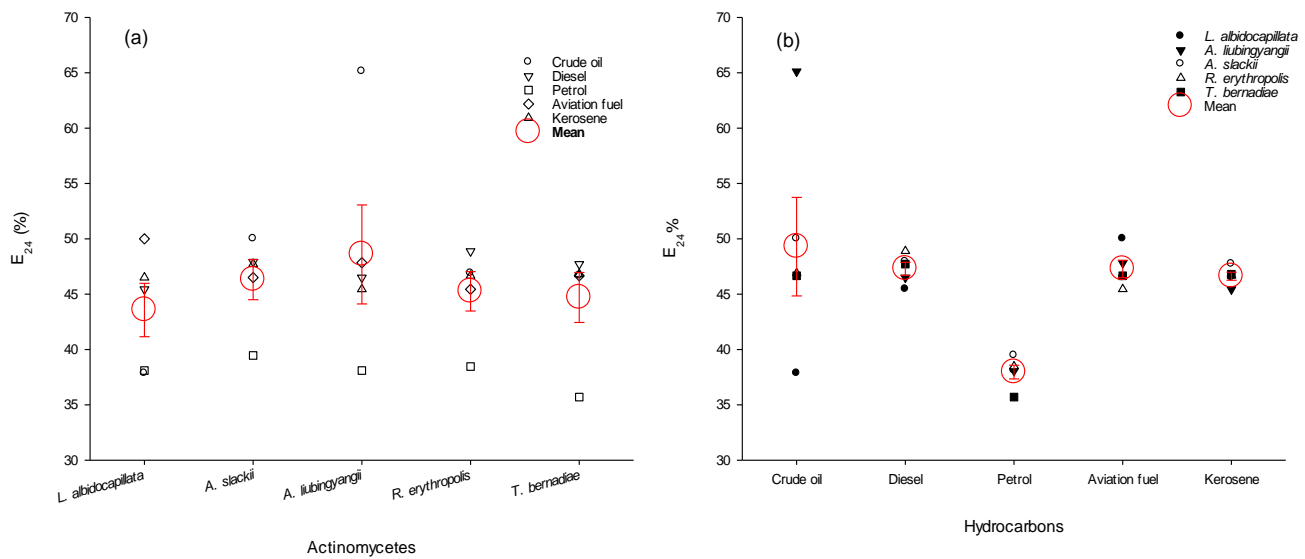 (a)
Crude oil
Diesel
Petrol
Aviation fuel
Kerosene
Mean
70
65
60
55
50
45
40
35
30
E24 (%)
L. albidocapillata
A. slackii
A. liubingyangii
R. erythropolis
T. bernadiae
Actinomycetes
(b)
L. albidocapillata
A. liubingyangii
A. slackii
R. erythropolis
T. bernadiae
Mean
70
65
60
55
50
45
40
35
30
E24 %
Crude oil
Diesel
Petrol
Aviation fuel
Kerosene
Hydrocarbons